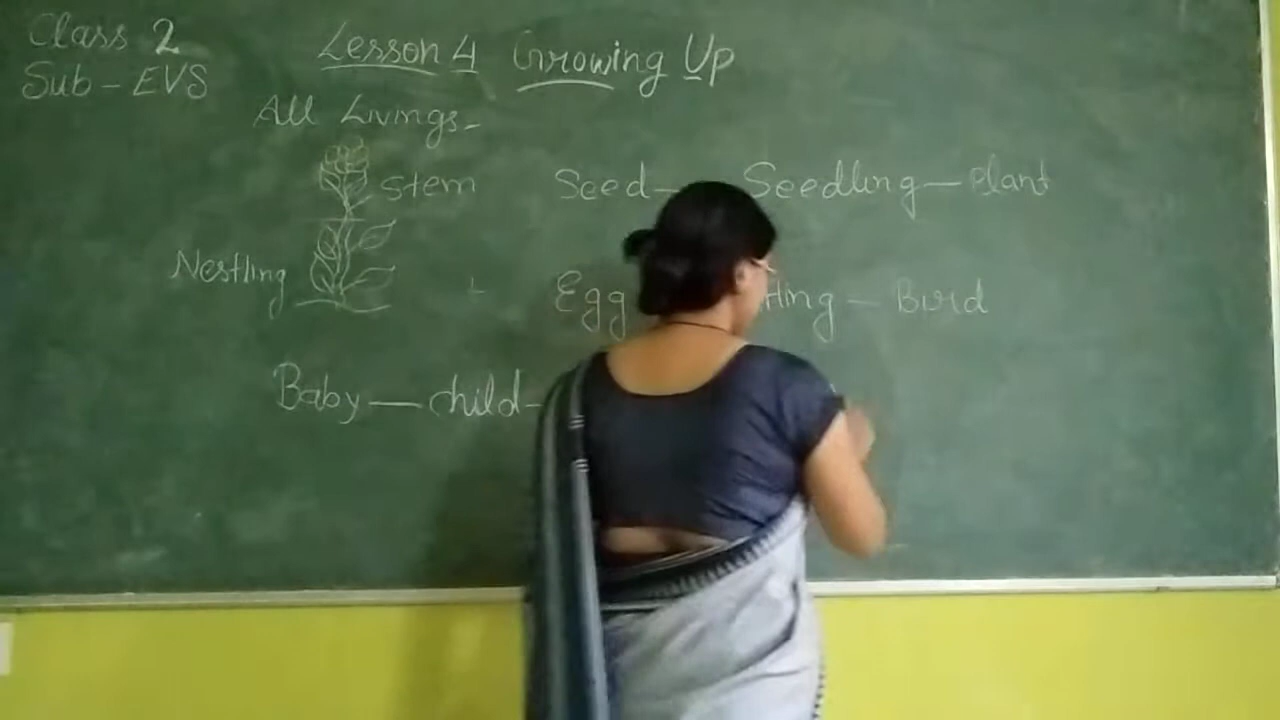 Class 2
Sub - EVS
Lesson 4 Growing Up
All Livings -
Stem
Seed — Seedling — Plant
Nestling
Egg
ling — Bird
Baby — child -